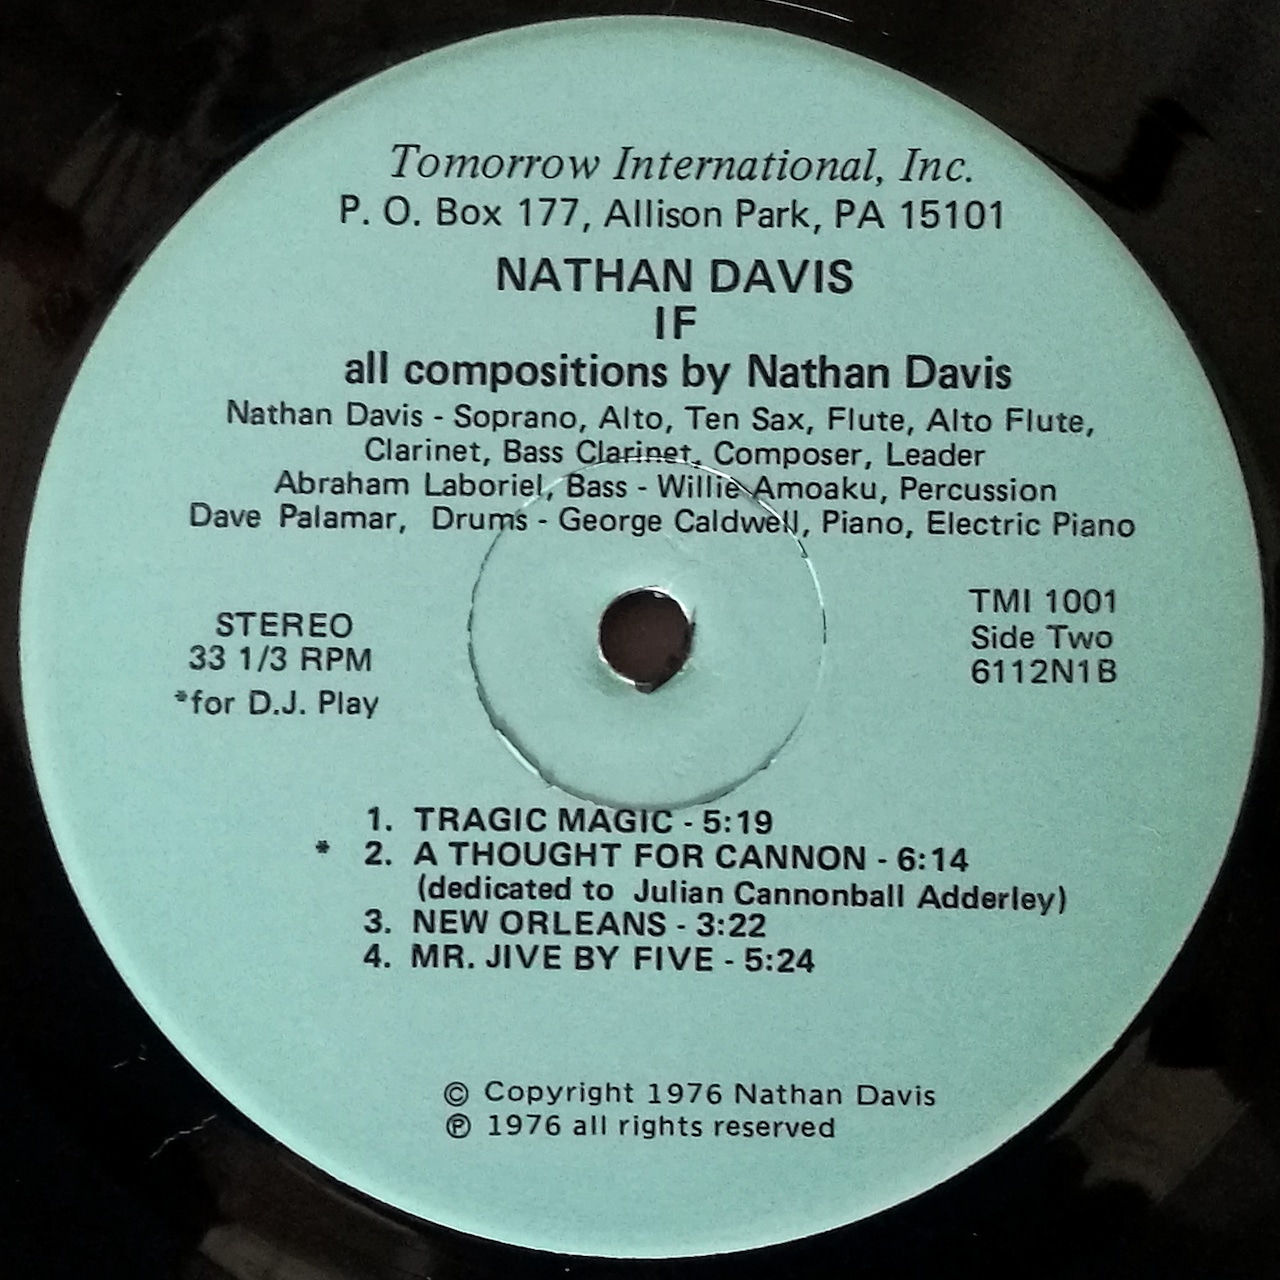 Tomorrow International, Inc.
P. O. Box 177, Allison Park, PA 15101
NATHAN DAVIS
IF
all compositions by Nathan Davis
Nathan Davis - Soprano, Alto, Ten Sax, Flute, Alto Flute,
Clarinet, Bass Clarinet, Composer, Leader
Abraham Laboriel, Bass - Willie Amoaku, Percussion
Dave Palamar, Drums - George Caldwell, Piano, Electric Piano
STEREO
33 1/3 RPM
*for D.J. Play
TMI 1001
Side Two
6112N1B
1. TRAGIC MAGIC - 5:19
* 2. A THOUGHT FOR CANNON - 6:14
(dedicated to Julian Cannonball Adderley)
3. NEW ORLEANS - 3:22
4. MR. JIVE BY FIVE - 5:24
© Copyright 1976 Nathan Davis
℗ 1976 all rights reserved